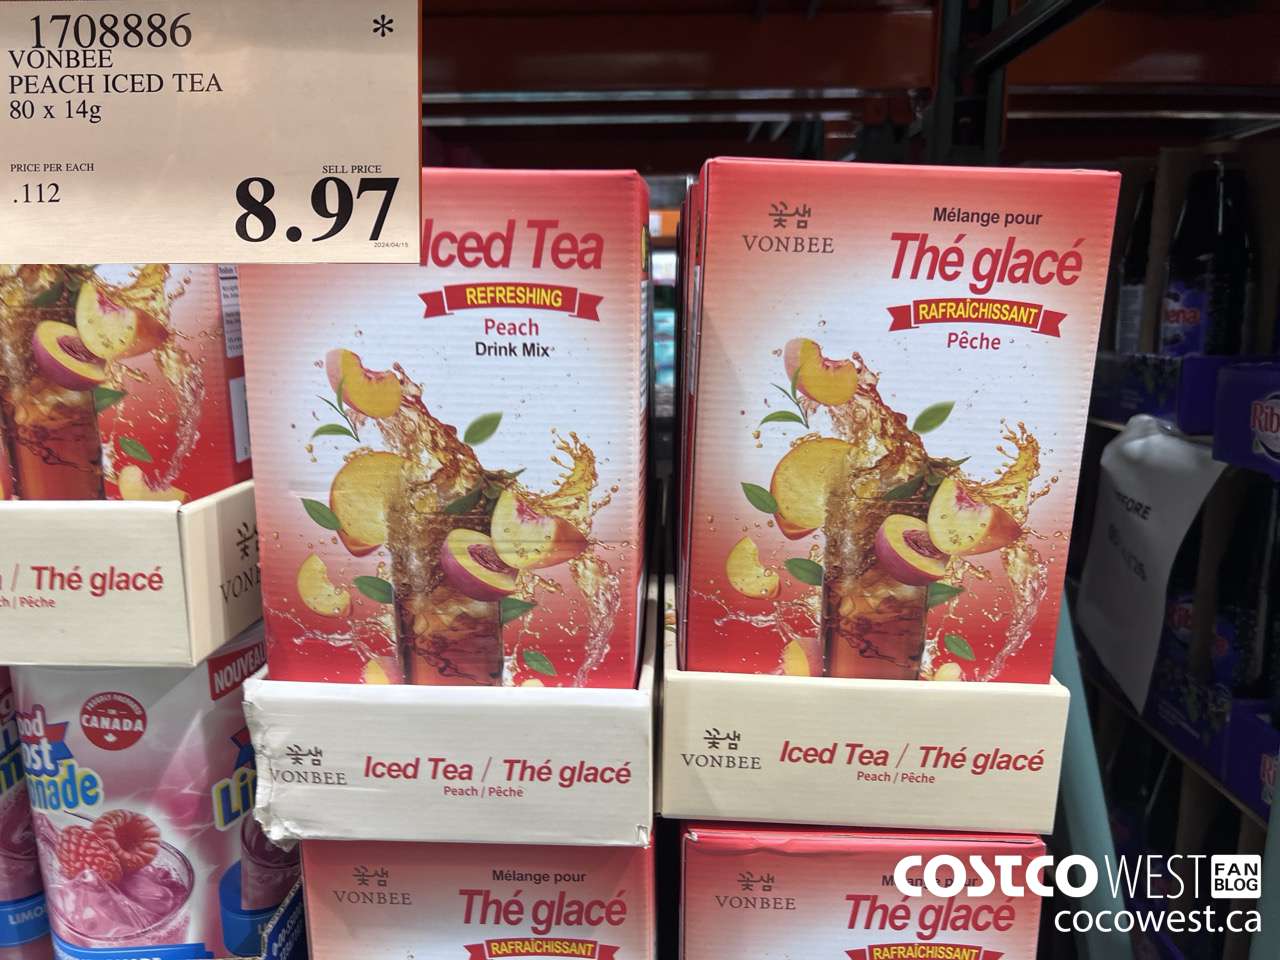 1708886 *
VONBEE
PEACH ICED TEA
80 x 14g
PRICE PER EACH
.112
SELL PRICE
8.97
2024/04/15
Iced Tea
REFRESHING
Peach
Drink Mix
꽃샘
VONBEE
Mélange pour
Thé glacé
RAFRAÎCHISSANT
Pêche
/ Thé glacé
/ Pêche
꽃샘
VONBEE
Iced Tea / Thé glacé
Peach / Pêche
꽃샘
VONBEE
Iced Tea / Thé glacé
Peach / Pêche
NOUVEAU
CANADA
꽃샘
VONBEE
Mélange pour
Thé glacé
RAFRAÎCHISSANT
꽃샘
VONBEE
Mélange pour
Thé glacé
RAFRAÎCHISSANT
COSTCO WEST FAN BLOG
cocowest.ca